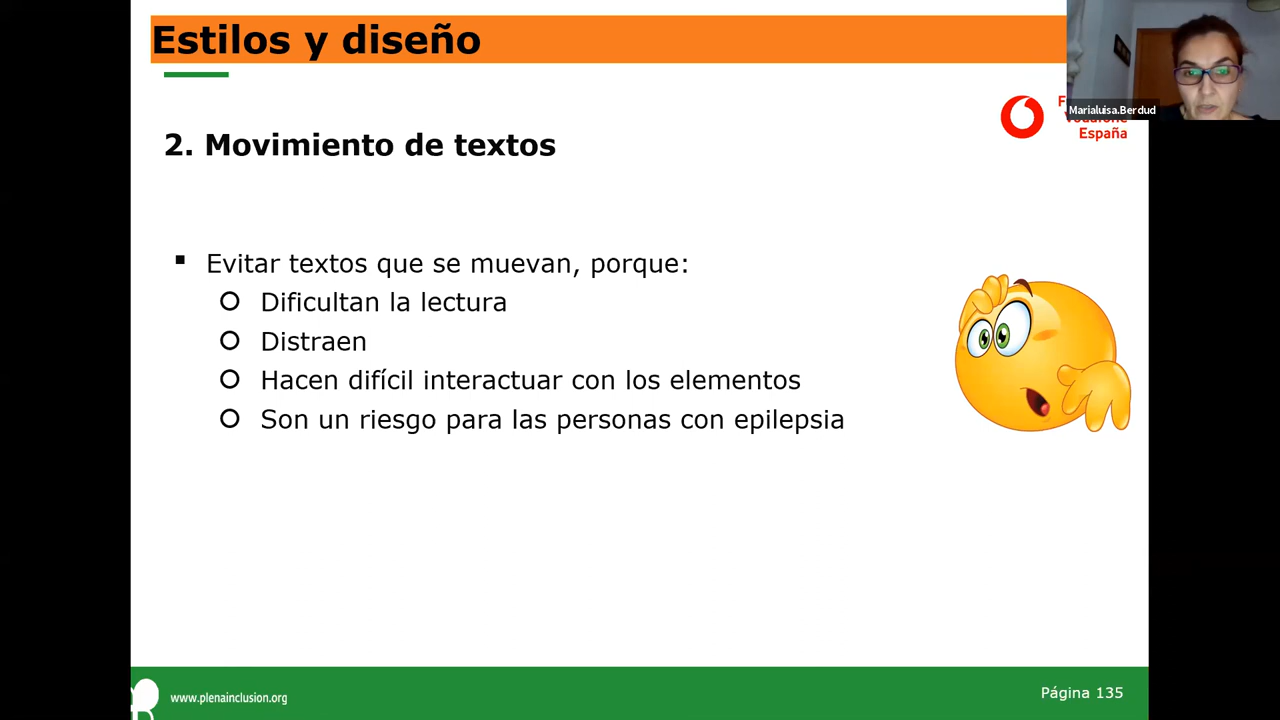 Estilos y diseño
Marialuisa.Berdud
España
2. Movimiento de textos
Evitar textos que se muevan, porque:
Dificultan la lectura
Distraen
Hacen difícil interactuar con los elementos
Son un riesgo para las personas con epilepsia
www.plenainclusion.org
Página 135